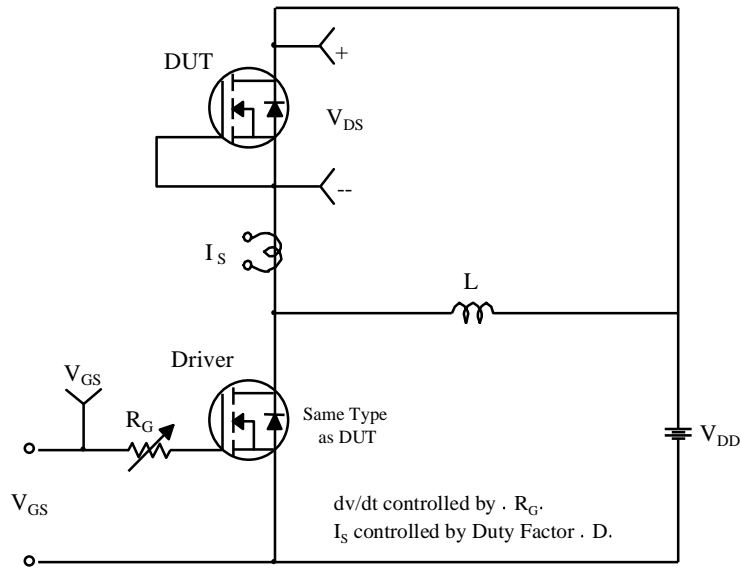 DUT
+
V_DS
--
I_S
L
Driver
V_GS
R_G
Same Type
as DUT
V_DD
V_GS
dv/dt controlled by . R_G.
I_S controlled by Duty Factor . D.